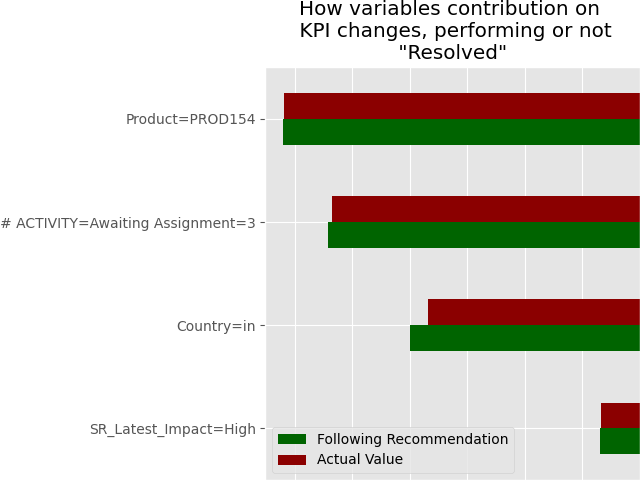 How variables contribution on
KPI changes, performing or not
"Resolved"
Product=PROD154
# ACTIVITY=Awaiting Assignment=3
Country=in
SR_Latest_Impact=High
Following Recommendation
Actual Value